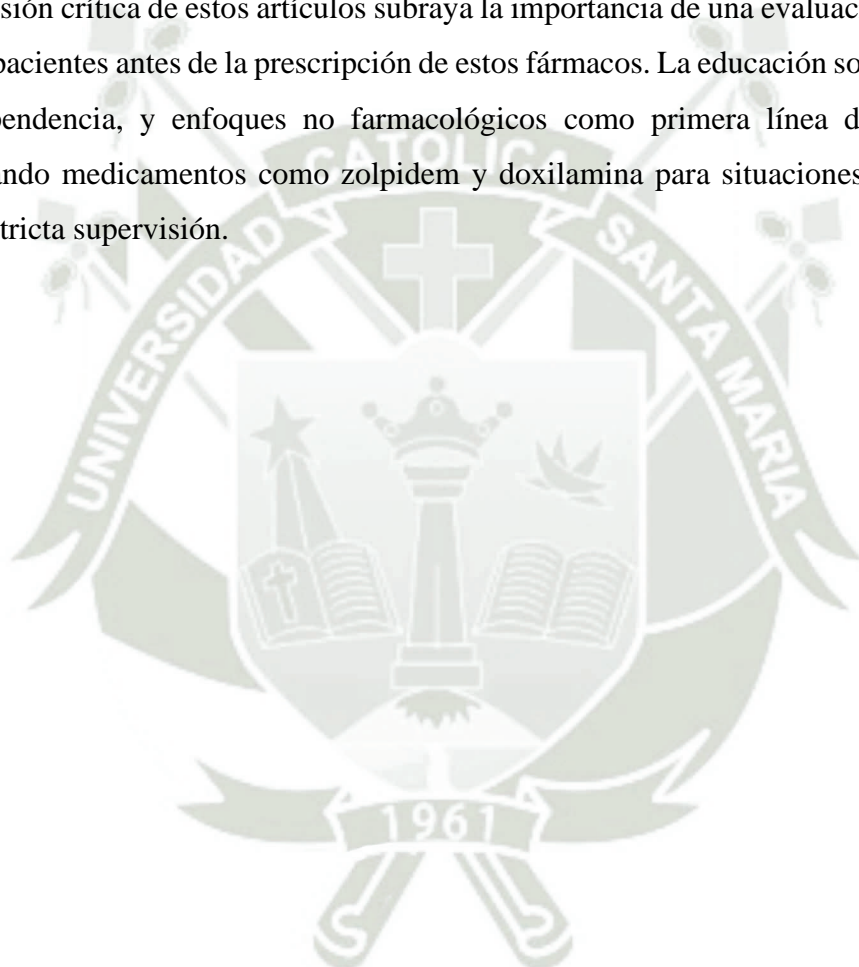 sión crítica de estos artículos subraya la importancia de una evaluac
pacientes antes de la prescripción de estos fármacos. La educación so
pendencia, y enfoques no farmacológicos como primera línea d
ando medicamentos como zolpidem y doxilamina para situaciones
tricta supervisión.
UNIVERSIDAD CATOLICA SANTA MARIA
1961